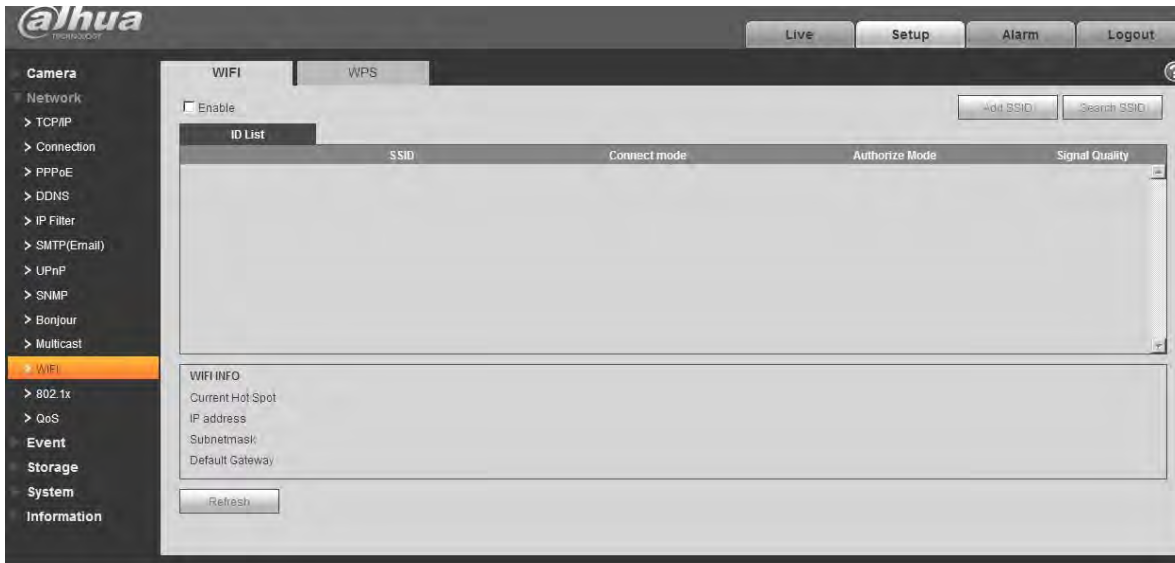 alhua
TECHNOLOGY
Live Setup Alarm Logout
Camera
Network
> TCP/IP
> Connection
> PPPoE
> DDNS
> IP Filter
> SMTP(Email)
> UPnP
> SNMP
> Bonjour
> Multicast
> WIFI
> 802.1x
> QoS
Event
Storage
System
Information
WIFI WPS
?
Enable
Add SSID Search SSID
ID List
SSID Connect mode Authorize Mode Signal Quality
WIFI INFO
Current Hot Spot
IP address
Subnetmask
Default Gateway
Refresh